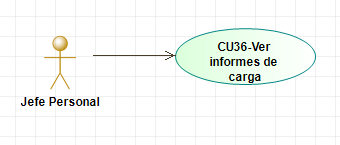 CU36-Ver
informes de
carga
Jefe Personal